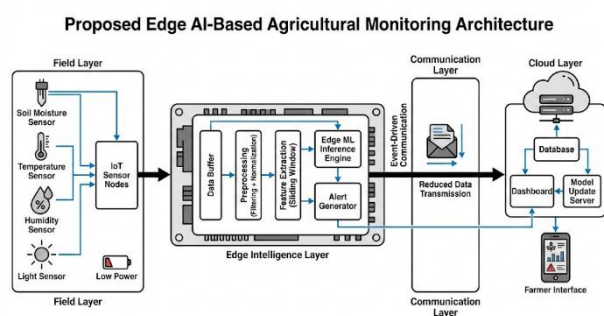 Proposed Edge AI-Based Agricultural Monitoring Architecture
Field Layer
Soil Moisture
Sensor
Temperature
Sensor
Humidity
Sensor
Light Sensor
IoT
Sensor
Nodes
Low Power
Field Layer
Data Buffer
Preprocessing
(Filtering + Normalization)
Feature Extraction
(Sliding Window)
Edge ML
Inference
Engine
Alert
Generator
Edge Intelligence Layer
Communication
Layer
Event-Driven
Communication
Reduced Data
Transmission
Communication
Layer
Cloud Layer
Database
Dashboard
Model
Update
Server
Farmer Interface